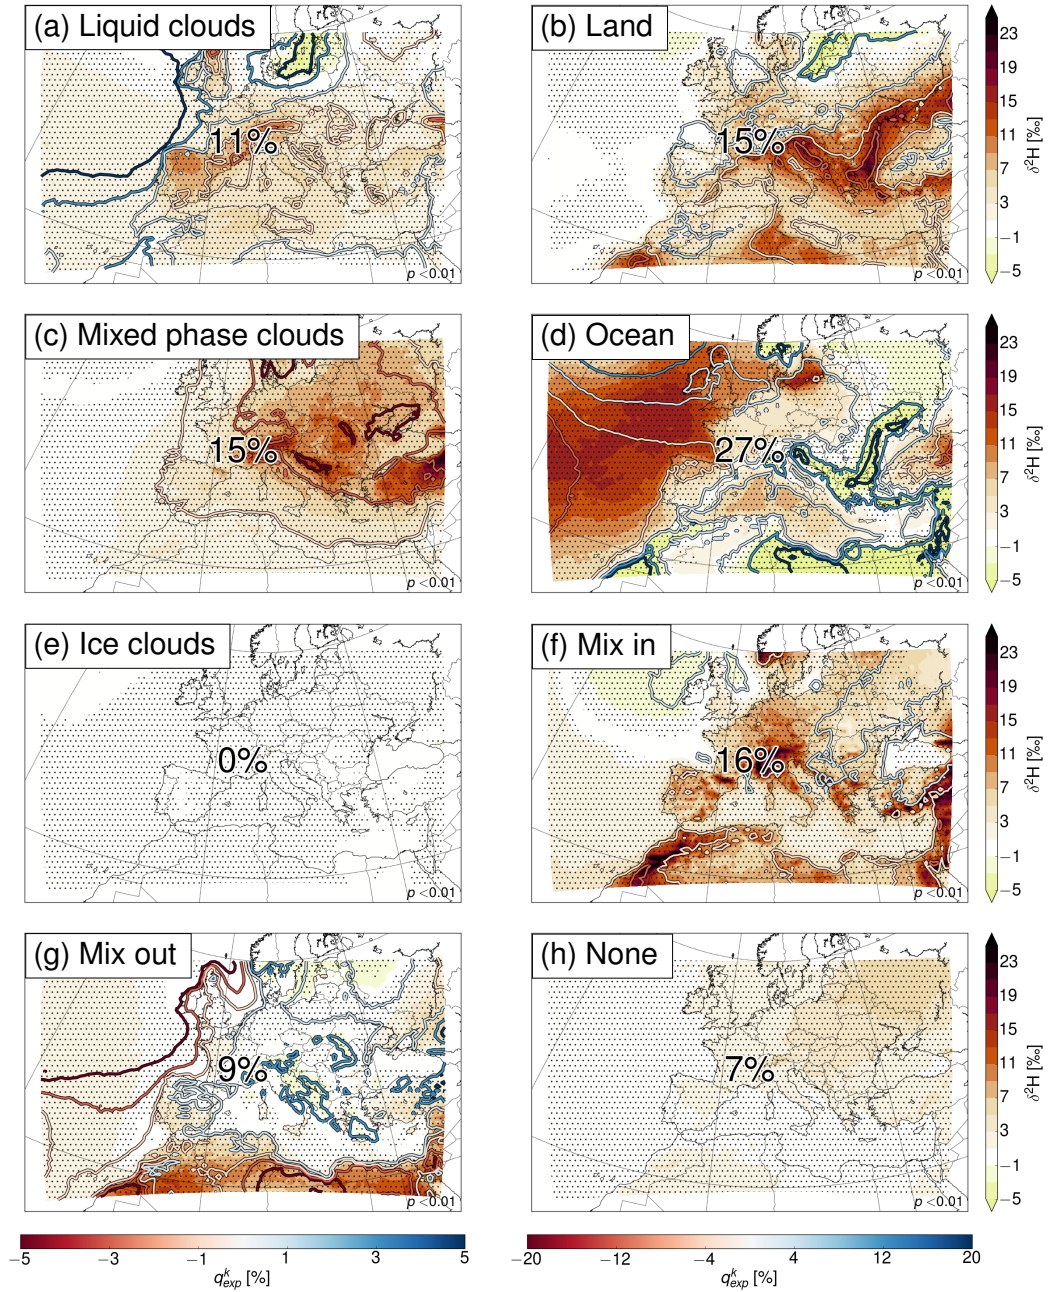 (a) Liquid clouds
11%
p <0.01
(b) Land
15%
p <0.01
23
19
15
11
7
3
−1
−5
δ²H [‰]
(c) Mixed phase clouds
15%
p <0.01
(d) Ocean
27%
p <0.01
23
19
15
11
7
3
−1
−5
δ²H [‰]
(e) Ice clouds
0%
p <0.01
(f) Mix in
16%
p <0.01
23
19
15
11
7
3
−1
−5
δ²H [‰]
(g) Mix out
9%
p <0.01
(h) None
7%
p <0.01
23
19
15
11
7
3
−1
−5
δ²H [‰]
−5 −3 −1 1 3 5
q^k_exp [%]
−20 −12 −4 4 12 20
q^k_exp [%]